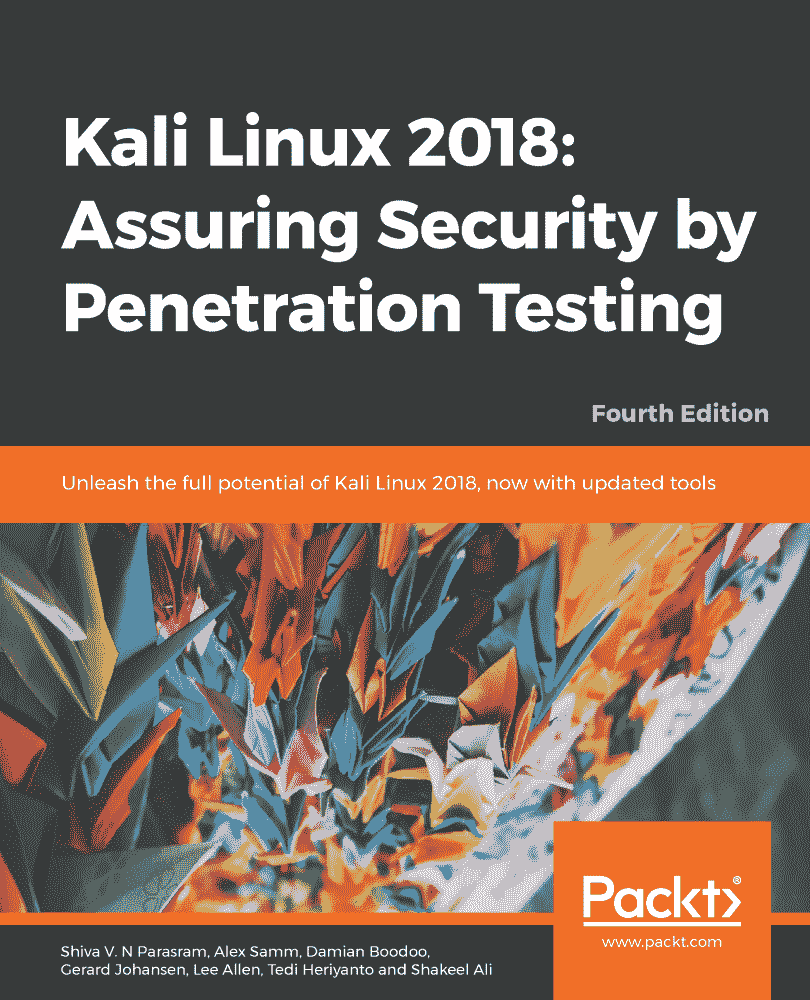 Kali Linux 2018:
Assuring Security by
Penetration Testing
Fourth Edition
Unleash the full potential of Kali Linux 2018, now with updated tools
Packt>®
www.packt.com
Shiva V. N Parasram, Alex Samm, Damian Boodoo,
Gerard Johansen, Lee Allen, Tedi Heriyanto and Shakeel Ali